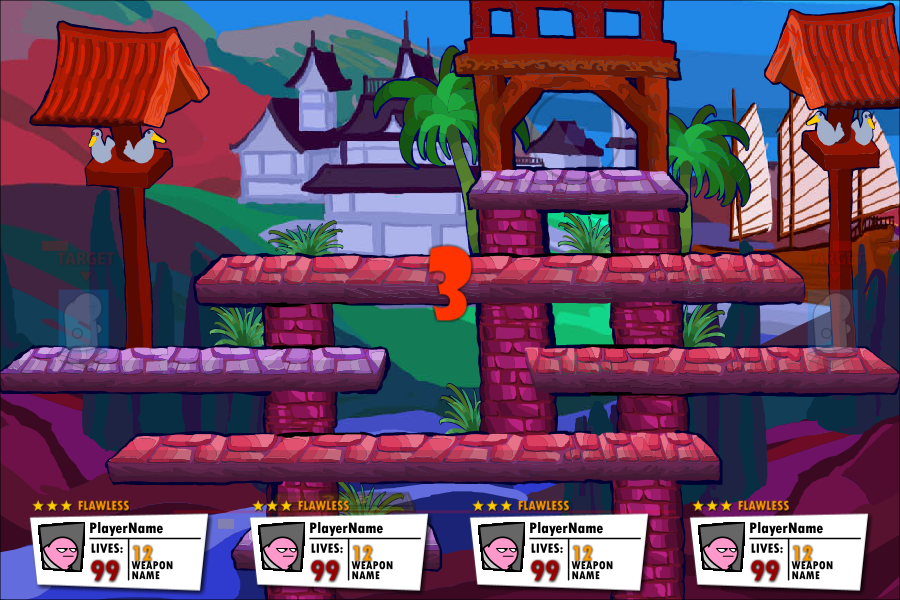 TARGET
3
FLAWLESS
PlayerName
LIVES:
12
99
WEAPON
NAME
FLAWLESS
PlayerName
LIVES:
12
99
WEAPON
NAME
FLAWLESS
PlayerName
LIVES:
12
99
WEAPON
NAME
FLAWLESS
PlayerName
LIVES:
12
99
WEAPON
NAME